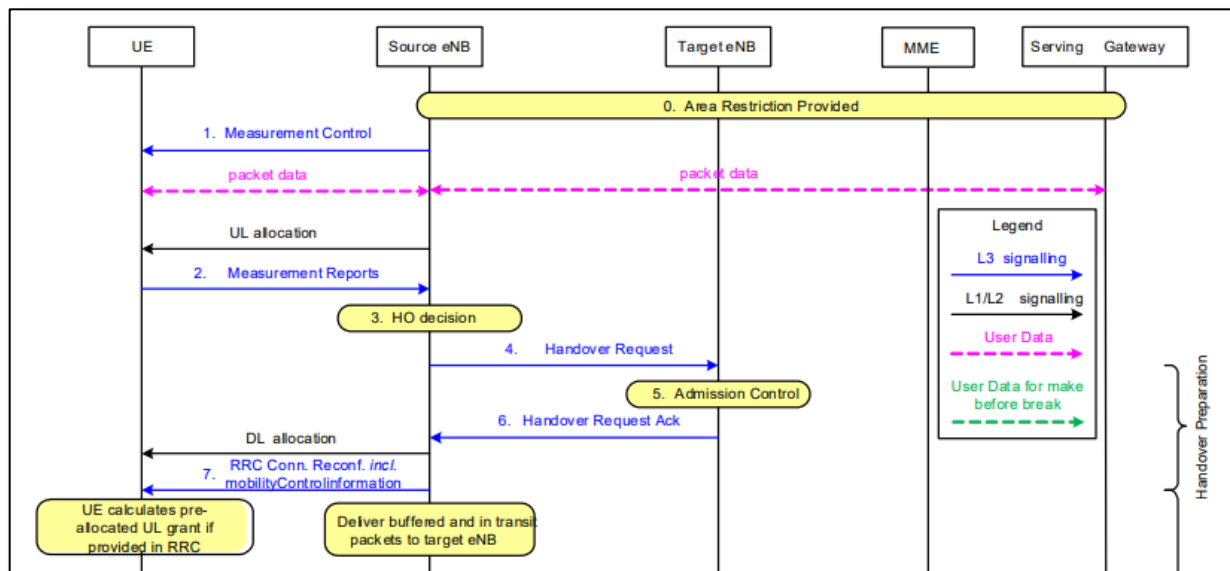 UE
Source eNB
Target eNB
MME
Serving Gateway
0. Area Restriction Provided
1. Measurement Control
packet data
packet data
UL allocation
2. Measurement Reports
3. HO decision
4. Handover Request
5. Admission Control
6. Handover Request Ack
DL allocation
7. RRC Conn. Reconf. incl.
mobilityControlinformation
UE calculates pre-
allocated UL grant if
provided in RRC
Deliver buffered and in transit
packets to target eNB
Legend
L3 signalling
L1/L2 signalling
User Data
User Data for make
before break
Handover Preparation